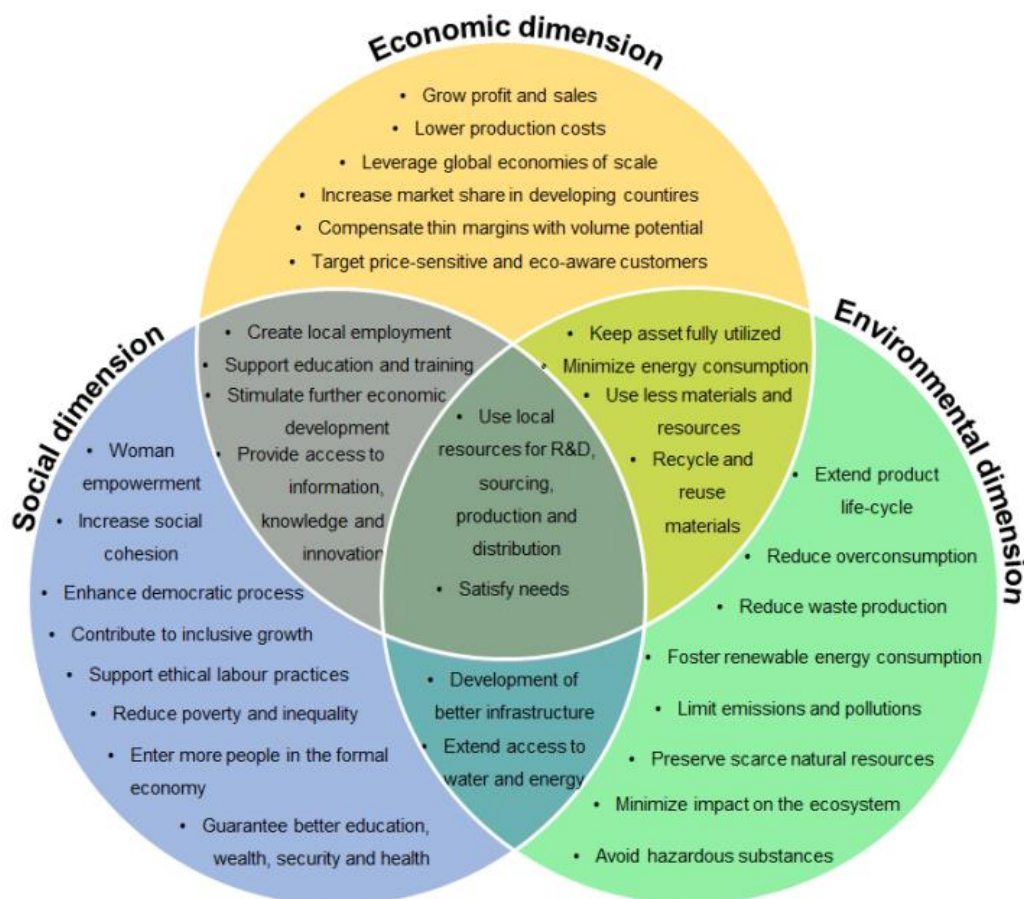 Economic dimension
• Grow profit and sales
• Lower production costs
• Leverage global economies of scale
• Increase market share in developing countires
• Compensate thin margins with volume potential
• Target price-sensitive and eco-aware customers
Social dimension
Environmental dimension
• Create local employment
• Support education and training
• Stimulate further economic
development
• Provide access to
information,
knowledge and
innovation
• Keep asset fully utilized
• Minimize energy consumption
• Use less materials and
resources
• Recycle and
reuse
materials
• Use local
resources for R&D,
sourcing,
production and
distribution
• Satisfy needs
• Woman
empowerment
• Increase social
cohesion
• Enhance democratic process
• Contribute to inclusive growth
• Support ethical labour practices
• Reduce poverty and inequality
• Enter more people in the formal
economy
• Guarantee better education,
wealth, security and health
• Development of
better infrastructure
• Extend access to
water and energy
• Extend product
life-cycle
• Reduce overconsumption
• Reduce waste production
• Foster renewable energy consumption
• Limit emissions and pollutions
• Preserve scarce natural resources
• Minimize impact on the ecosystem
• Avoid hazardous substances